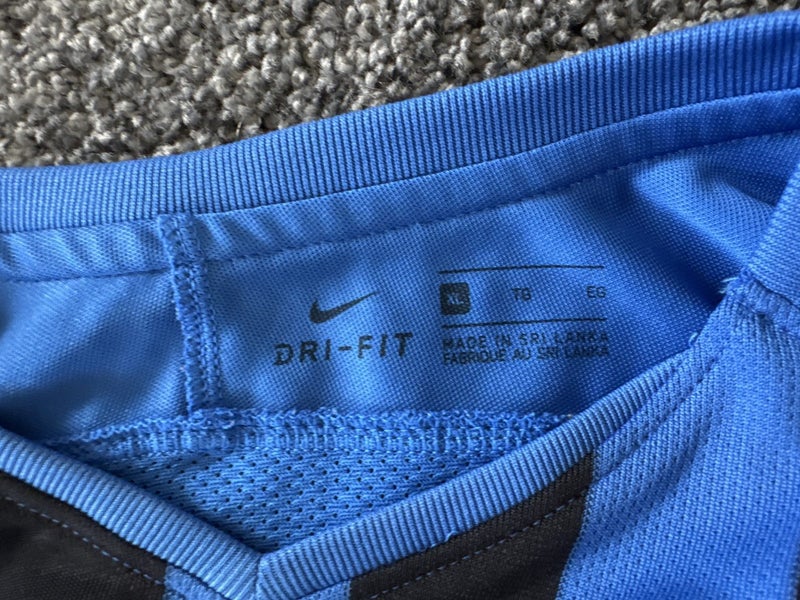 DRI-FIT
XL TG EG
MADE IN SRI LANKA
FABRIQUE AU SRI LANKA